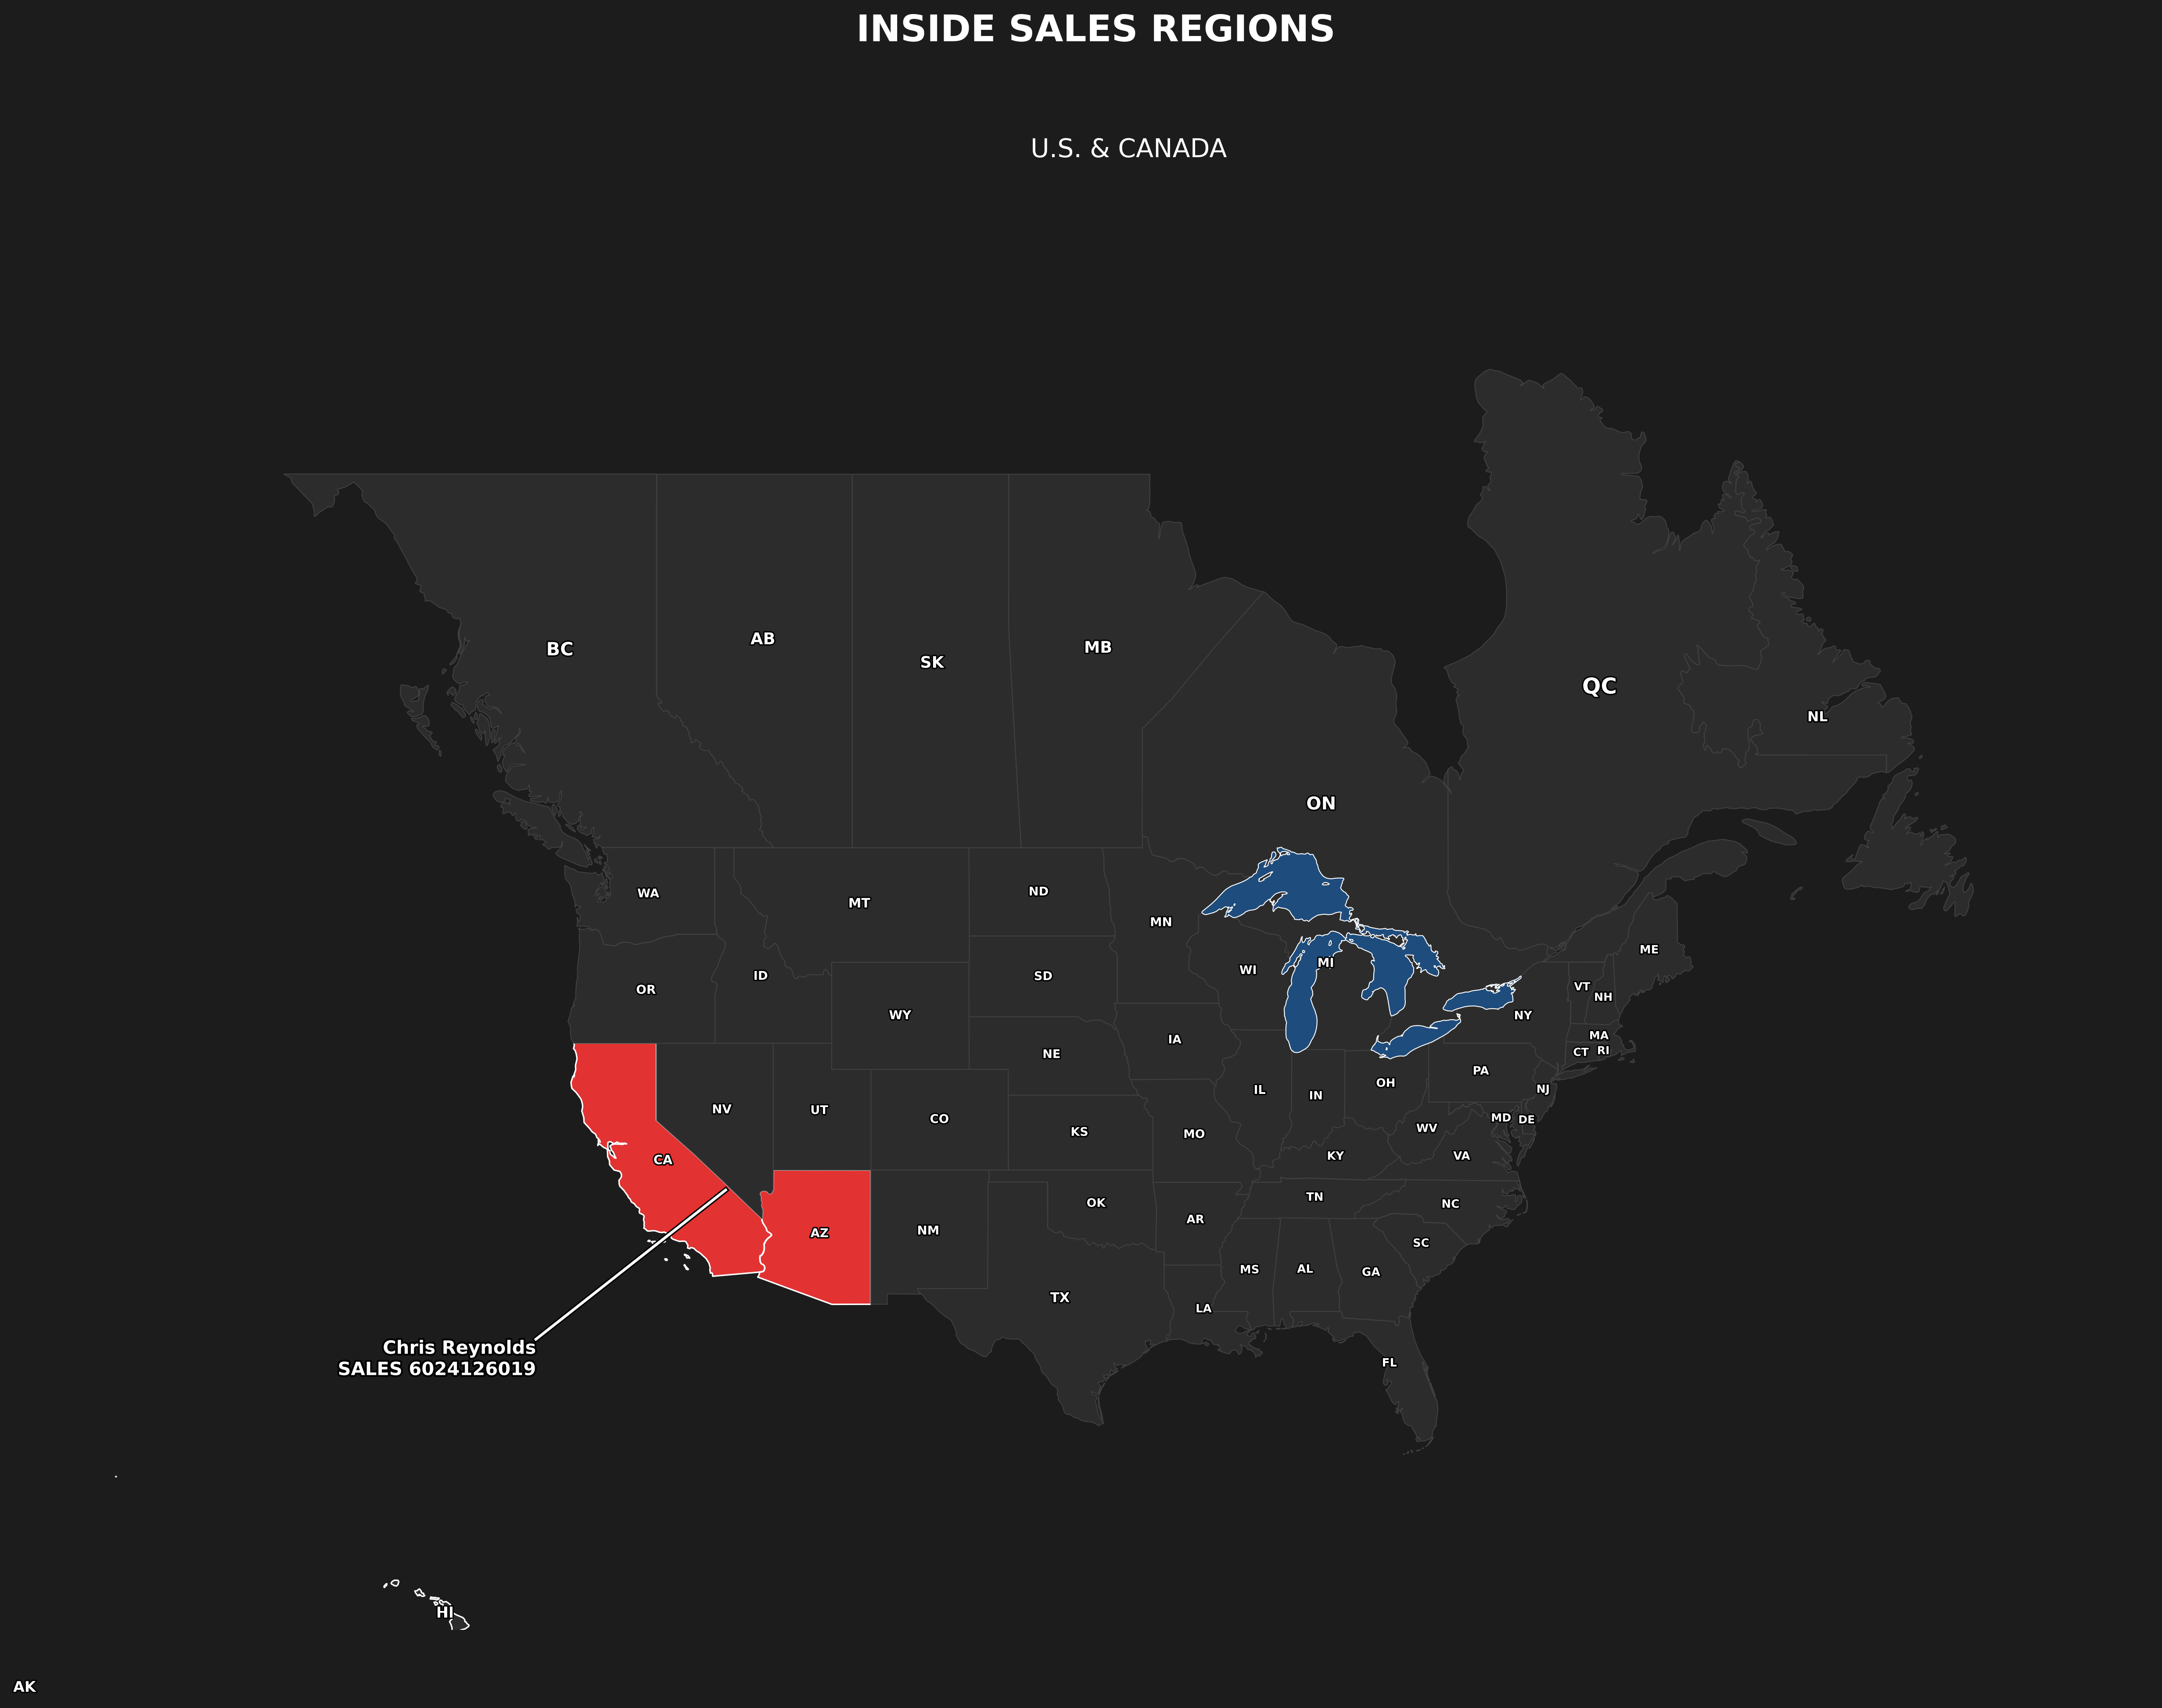 INSIDE SALES REGIONS
U.S. & CANADA
BC
AB
SK
MB
QC
NL
ON
WA
MT
ND
MN
OR
ID
SD
WI
MI
ME
VT
NH
WY
NY
IA
NE
MA
CT
RI
PA
NJ
NV
UT
CO
IL
IN
OH
KS
MO
WV
MD
DE
CA
KY
VA
OK
TN
NC
AZ
NM
AR
SC
MS
AL
GA
TX
LA
Chris Reynolds
SALES 6024126019
FL
HI
AK